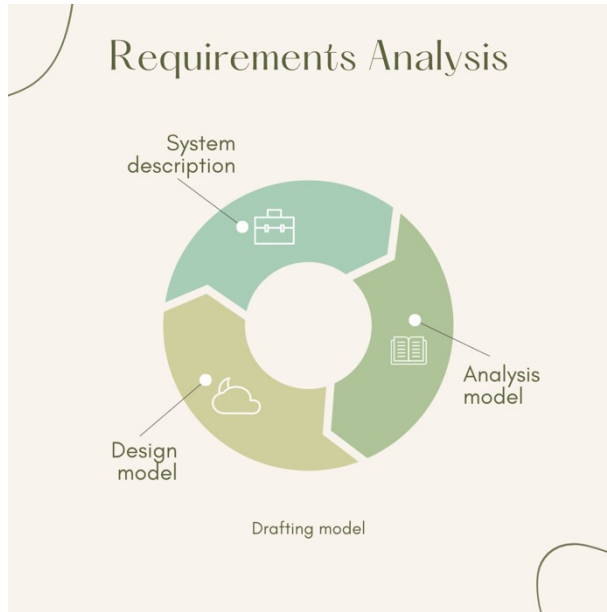 Requirements Analysis
System
description
Analysis
model
Design
model
Drafting model